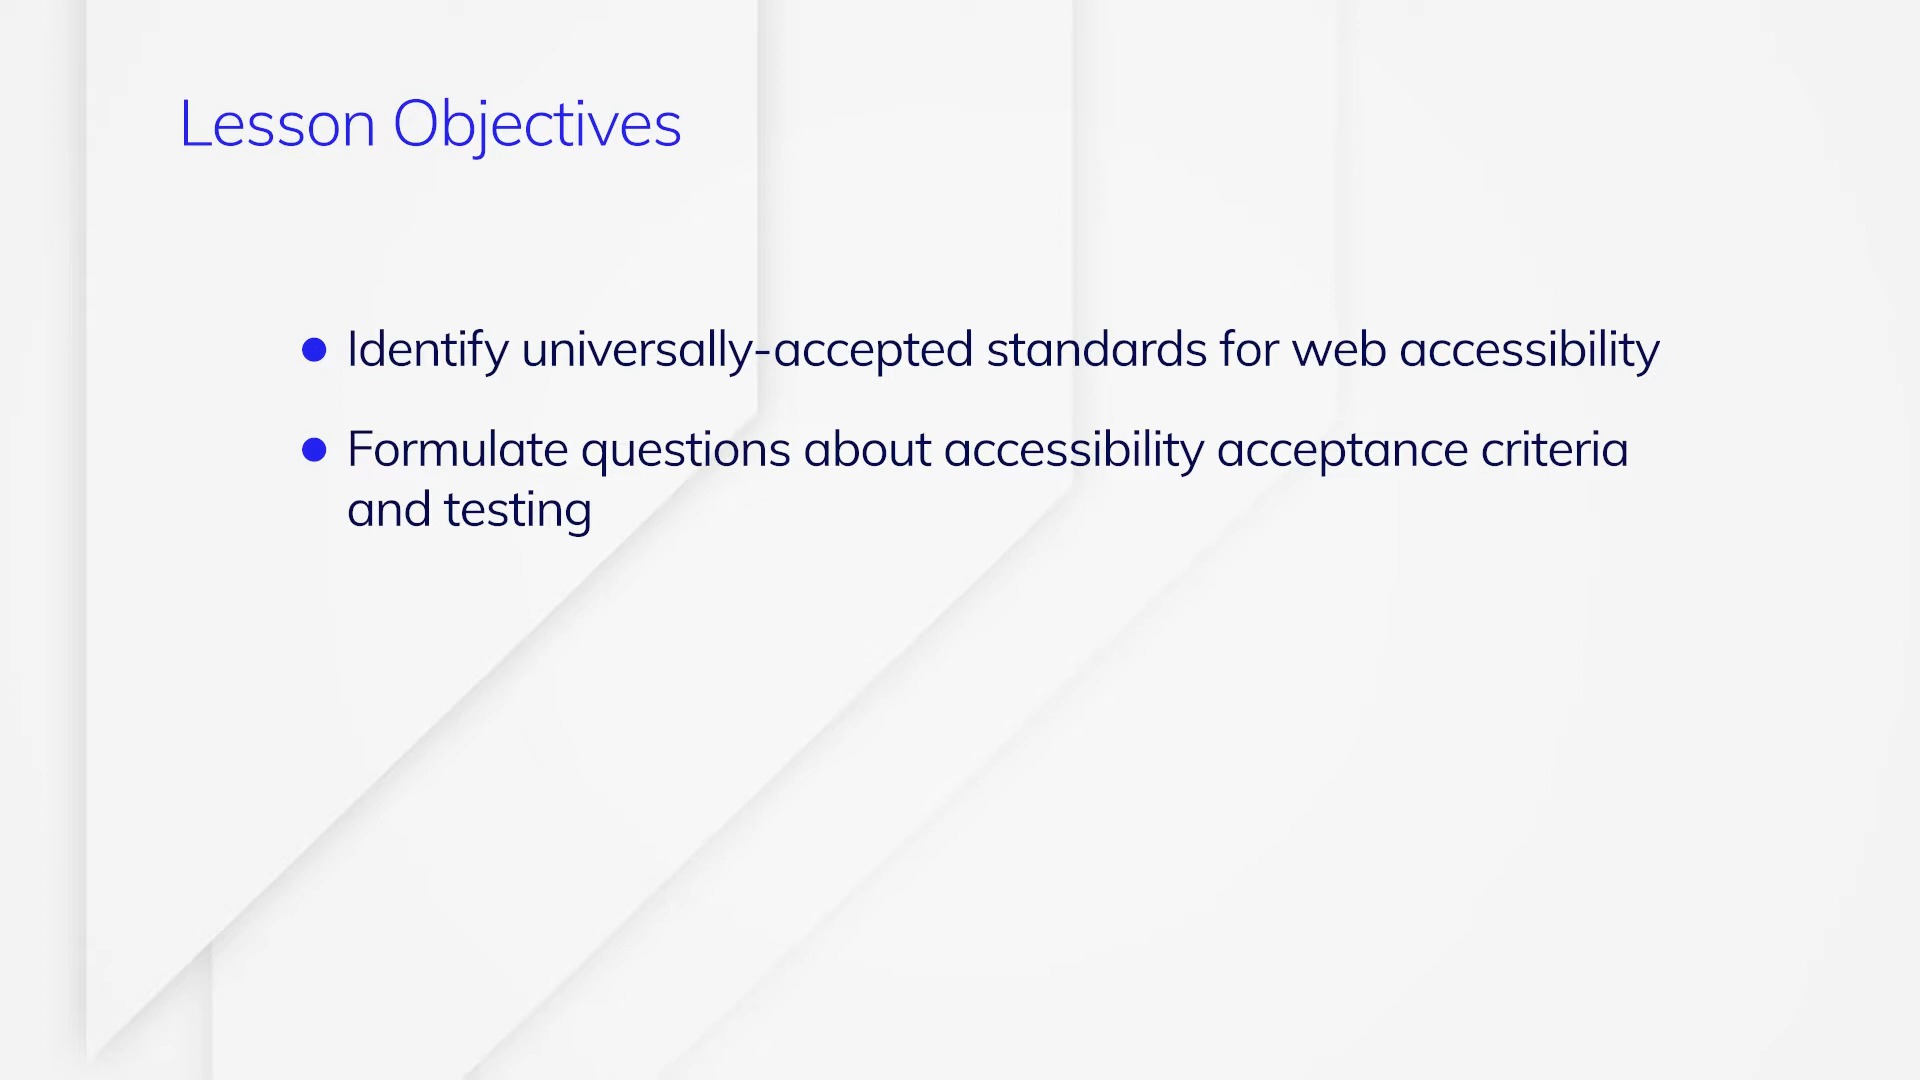 Lesson Objectives
● Identify universally-accepted standards for web accessibility
● Formulate questions about accessibility acceptance criteria
and testing